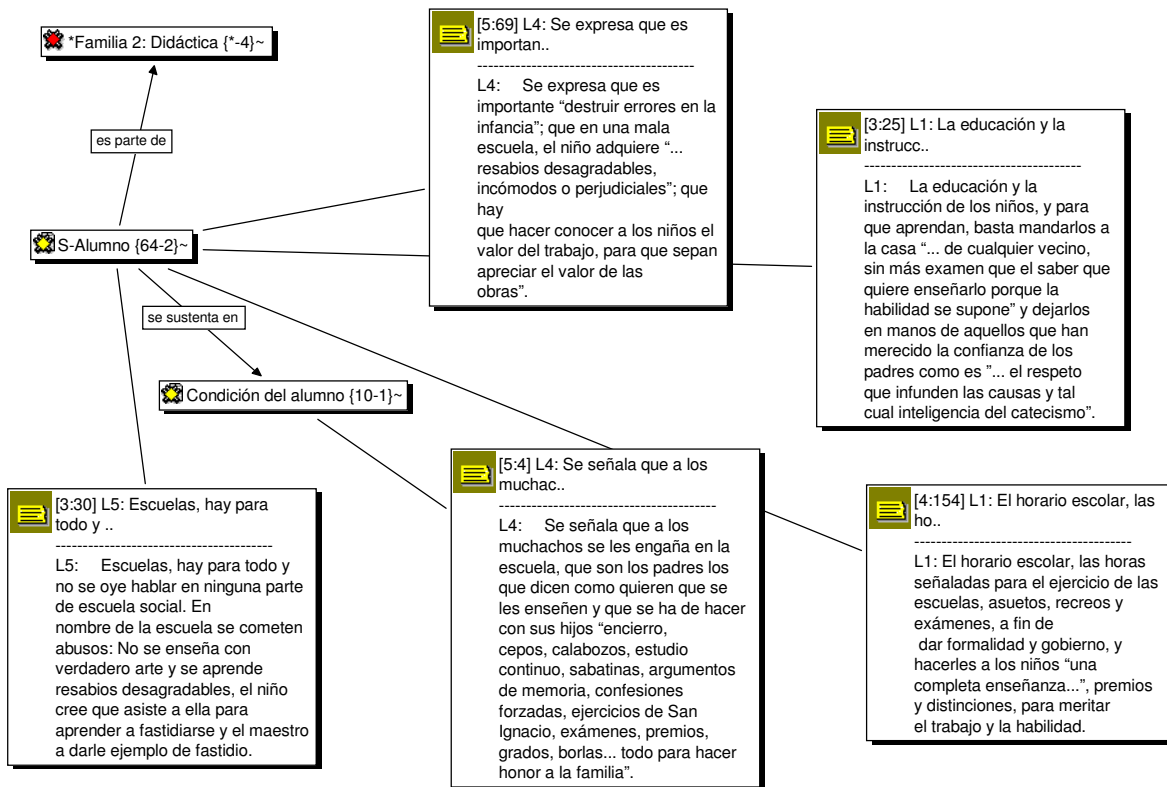 *Familia 2: Didáctica {*-4}~
es parte de
S-Alumno {64-2}~
se sustenta en
Condición del alumno {10-1}~
[5:69] L4: Se expresa que es
importan..
---------------------------------------
L4: Se expresa que es
importante “destruir errores en la
infancia”; que en una mala
escuela, el niño adquiere “...
resabios desagradables,
incómodos o perjudiciales”; que
hay
que hacer conocer a los niños el
valor del trabajo, para que sepan
apreciar el valor de las
obras”.
[3:25] L1: La educación y la
instrucc..
---------------------------------------
L1: La educación y la
instrucción de los niños, y para
que aprendan, basta mandarlos a
la casa “... de cualquier vecino,
sin más examen que el saber que
quiere enseñarlo porque la
habilidad se supone” y dejarlos
en manos de aquellos que han
merecido la confianza de los
padres como es ”... el respeto
que infunden las causas y tal
cual inteligencia del catecismo”.
[3:30] L5: Escuelas, hay para
todo y ..
---------------------------------------
L5: Escuelas, hay para todo y
no se oye hablar en ninguna parte
de escuela social. En
nombre de la escuela se cometen
abusos: No se enseña con
verdadero arte y se aprende
resabios desagradables, el niño
cree que asiste a ella para
aprender a fastidiarse y el maestro
a darle ejemplo de fastidio.
[5:4] L4: Se señala que a los
muchac..
---------------------------------------
L4: Se señala que a los
muchachos se les engaña en la
escuela, que son los padres los
que dicen como quieren que se
les enseñen y que se ha de hacer
con sus hijos “encierro,
cepos, calabozos, estudio
continuo, sabatinas, argumentos
de memoria, confesiones
forzadas, ejercicios de San
Ignacio, exámenes, premios,
grados, borlas... todo para hacer
honor a la familia”.
[4:154] L1: El horario escolar, las
ho..
---------------------------------------
L1: El horario escolar, las horas
señaladas para el ejercicio de las
escuelas, asuetos, recreos y
exámenes, a fin de
dar formalidad y gobierno, y
hacerles a los niños “una
completa enseñanza...”, premios
y distinciones, para meritar
el trabajo y la habilidad.